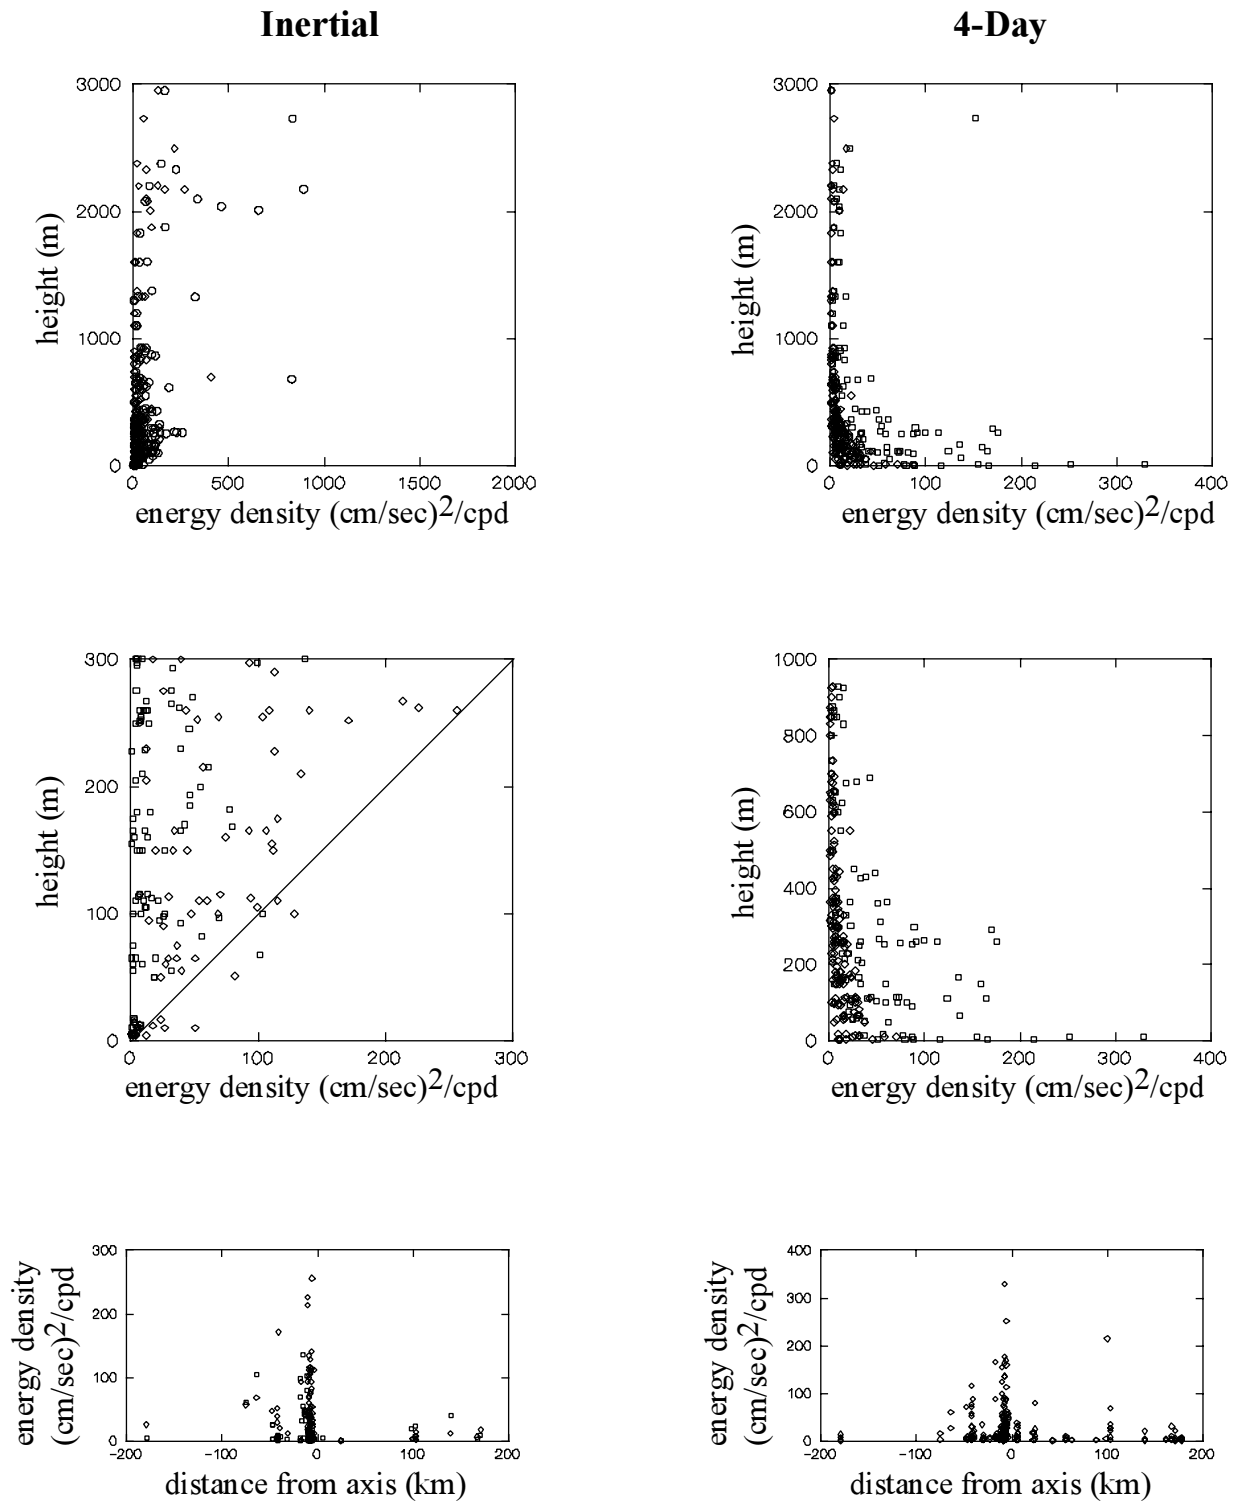 Inertial
4-Day
3000
2000
1000
0
height (m)
0 500 1000 1500 2000
energy density (cm/sec)2/cpd
3000
2000
1000
0
height (m)
0 100 200 300 400
energy density (cm/sec)2/cpd
300
200
100
0
height (m)
0 100 200 300
energy density (cm/sec)2/cpd
1000
800
600
400
200
0
height (m)
0 100 200 300 400
energy density (cm/sec)2/cpd
300
200
100
0
energy density
(cm/sec)2/cpd
-200 -100 0 100 200
distance from axis (km)
400
300
200
100
0
energy density
(cm/sec)2/cpd
-200 -100 0 100 200
distance from axis (km)